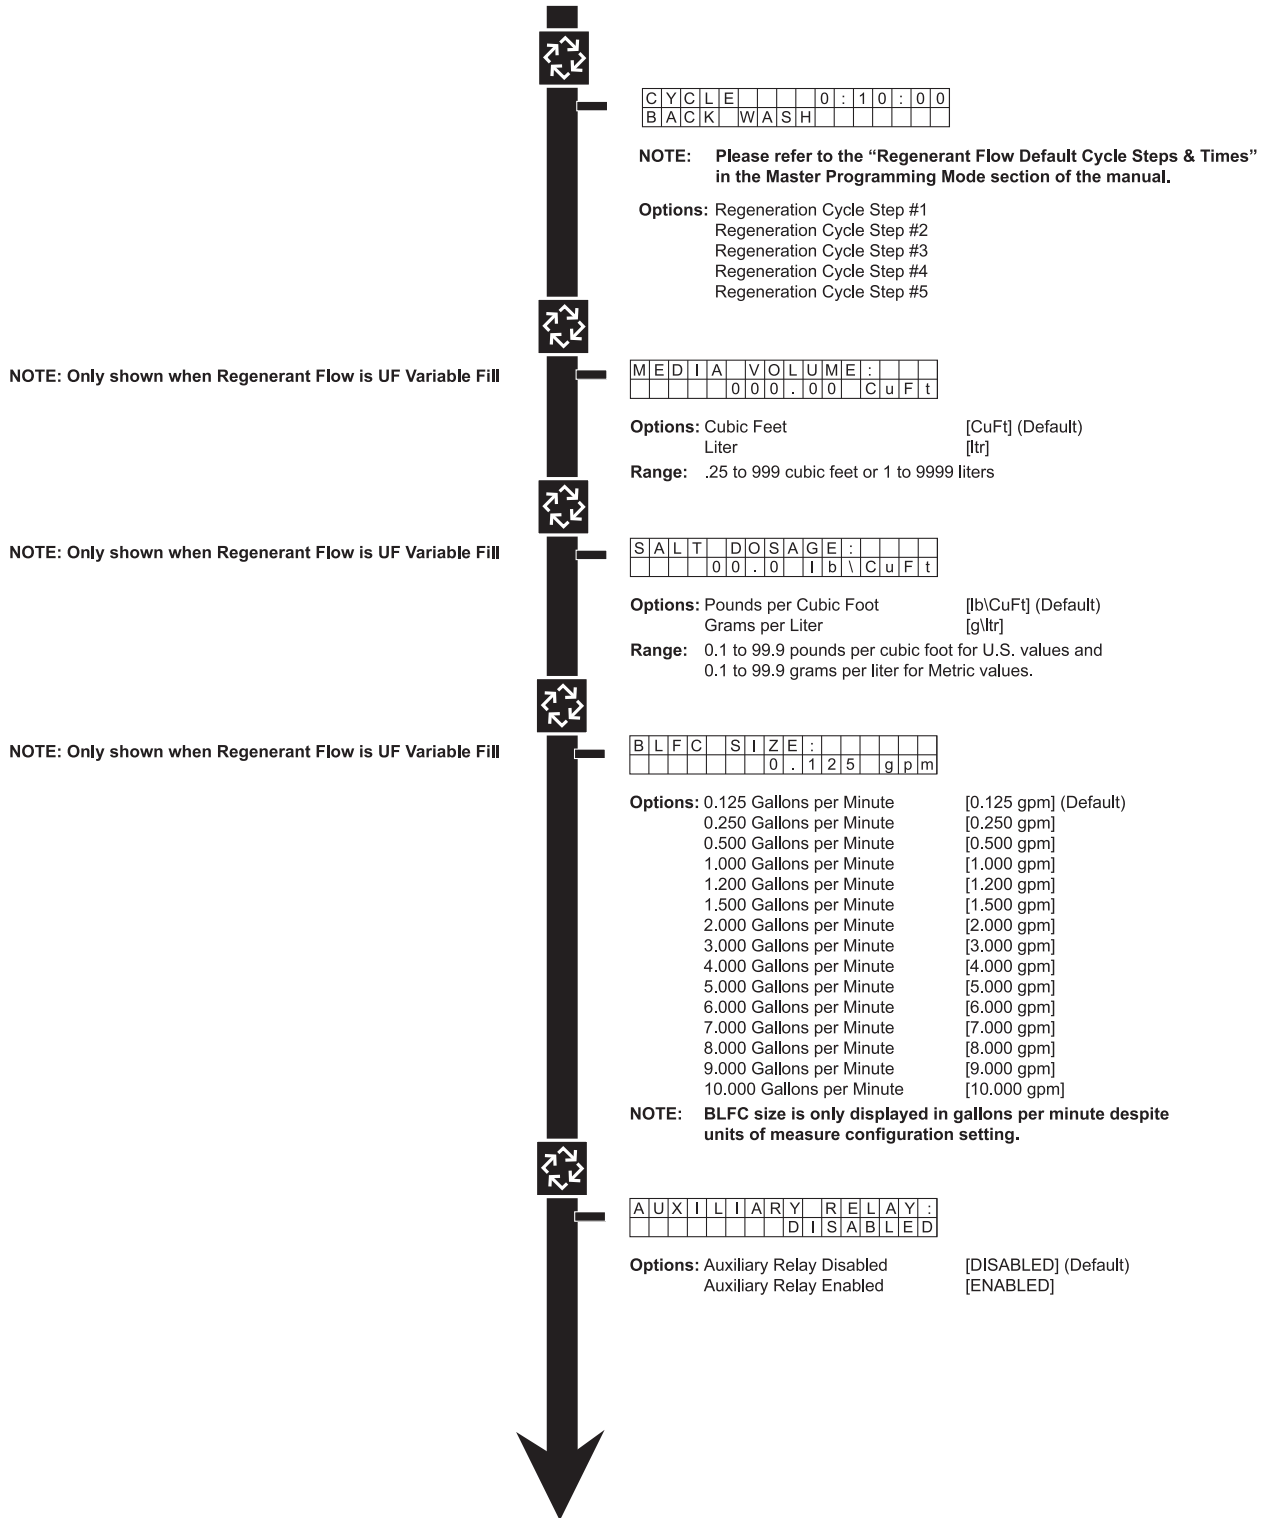 CYCLE 0:10:00
BACK WASH
NOTE: Please refer to the “Regenerant Flow Default Cycle Steps & Times”
in the Master Programming Mode section of the manual.
Options: Regeneration Cycle Step #1
Regeneration Cycle Step #2
Regeneration Cycle Step #3
Regeneration Cycle Step #4
Regeneration Cycle Step #5
NOTE: Only shown when Regenerant Flow is UF Variable Fill
MEDIA VOLUME:
000.00 CuFt
Options: Cubic Feet [CuFt] (Default)
Liter [ltr]
Range: .25 to 999 cubic feet or 1 to 9999 liters
NOTE: Only shown when Regenerant Flow is UF Variable Fill
SALT DOSAGE:
00.0 lb\CuFt
Options: Pounds per Cubic Foot [lb\CuFt] (Default)
Grams per Liter [g\ltr]
Range: 0.1 to 99.9 pounds per cubic foot for U.S. values and
0.1 to 99.9 grams per liter for Metric values.
NOTE: Only shown when Regenerant Flow is UF Variable Fill
BLFC SIZE:
0.125 gpm
Options: 0.125 Gallons per Minute [0.125 gpm] (Default)
0.250 Gallons per Minute [0.250 gpm]
0.500 Gallons per Minute [0.500 gpm]
1.000 Gallons per Minute [1.000 gpm]
1.200 Gallons per Minute [1.200 gpm]
1.500 Gallons per Minute [1.500 gpm]
2.000 Gallons per Minute [2.000 gpm]
3.000 Gallons per Minute [3.000 gpm]
4.000 Gallons per Minute [4.000 gpm]
5.000 Gallons per Minute [5.000 gpm]
6.000 Gallons per Minute [6.000 gpm]
7.000 Gallons per Minute [7.000 gpm]
8.000 Gallons per Minute [8.000 gpm]
9.000 Gallons per Minute [9.000 gpm]
10.000 Gallons per Minute [10.000 gpm]
NOTE: BLFC size is only displayed in gallons per minute despite
units of measure configuration setting.
AUXILIARY RELAY:
DISABLED
Options: Auxiliary Relay Disabled [DISABLED] (Default)
Auxiliary Relay Enabled [ENABLED]